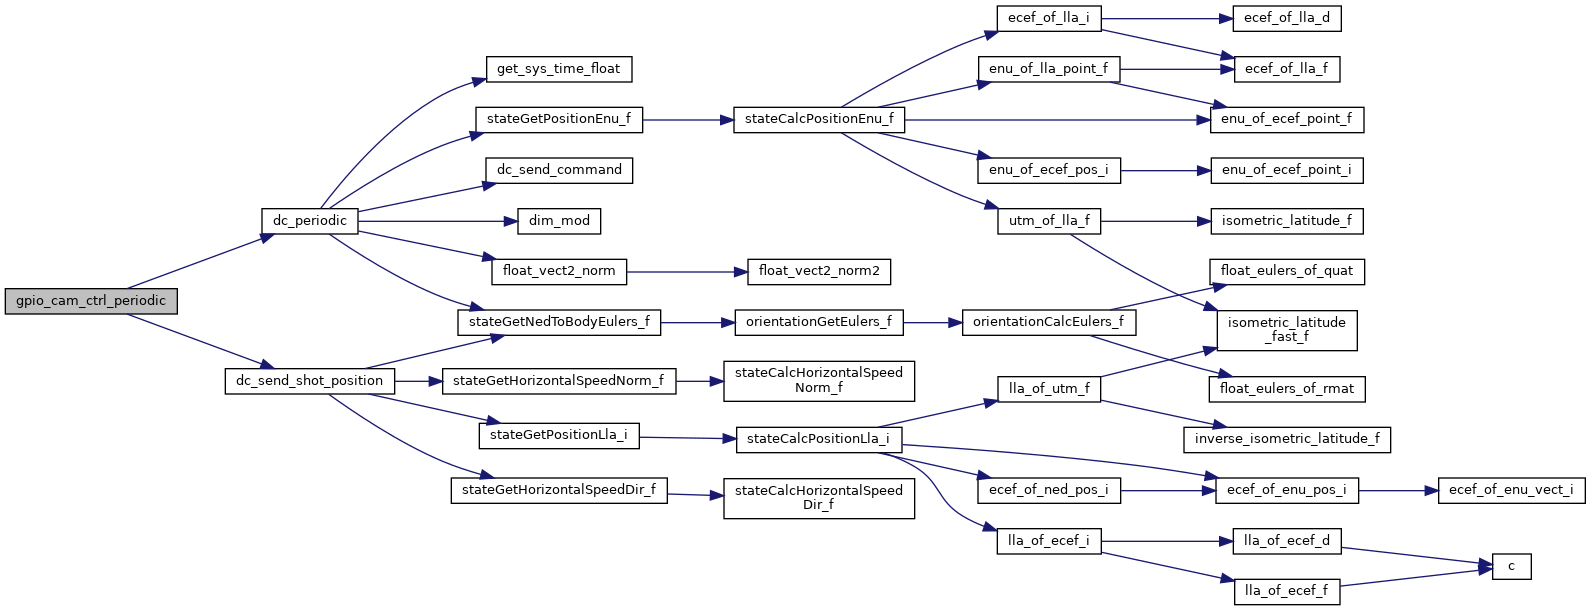 gpio_cam_ctrl_periodic
dc_periodic
dc_send_shot_position
get_sys_time_float
stateGetPositionEnu_f
dc_send_command
dim_mod
float_vect2_norm
stateGetNedToBodyEulers_f
stateGetHorizontalSpeedNorm_f
stateGetPositionLla_i
stateGetHorizontalSpeedDir_f
stateCalcPositionEnu_f
float_vect2_norm2
orientationGetEulers_f
stateCalcHorizontalSpeed
Norm_f
stateCalcPositionLla_i
stateCalcHorizontalSpeed
Dir_f
ecef_of_lla_i
enu_of_lla_point_f
enu_of_ecef_pos_i
utm_of_lla_f
orientationCalcEulers_f
lla_of_utm_f
ecef_of_ned_pos_i
lla_of_ecef_i
ecef_of_lla_d
ecef_of_lla_f
enu_of_ecef_point_f
enu_of_ecef_point_i
isometric_latitude_f
float_eulers_of_quat
isometric_latitude
_fast_f
float_eulers_of_rmat
inverse_isometric_latitude_f
ecef_of_enu_pos_i
lla_of_ecef_d
lla_of_ecef_f
ecef_of_enu_vect_i
c